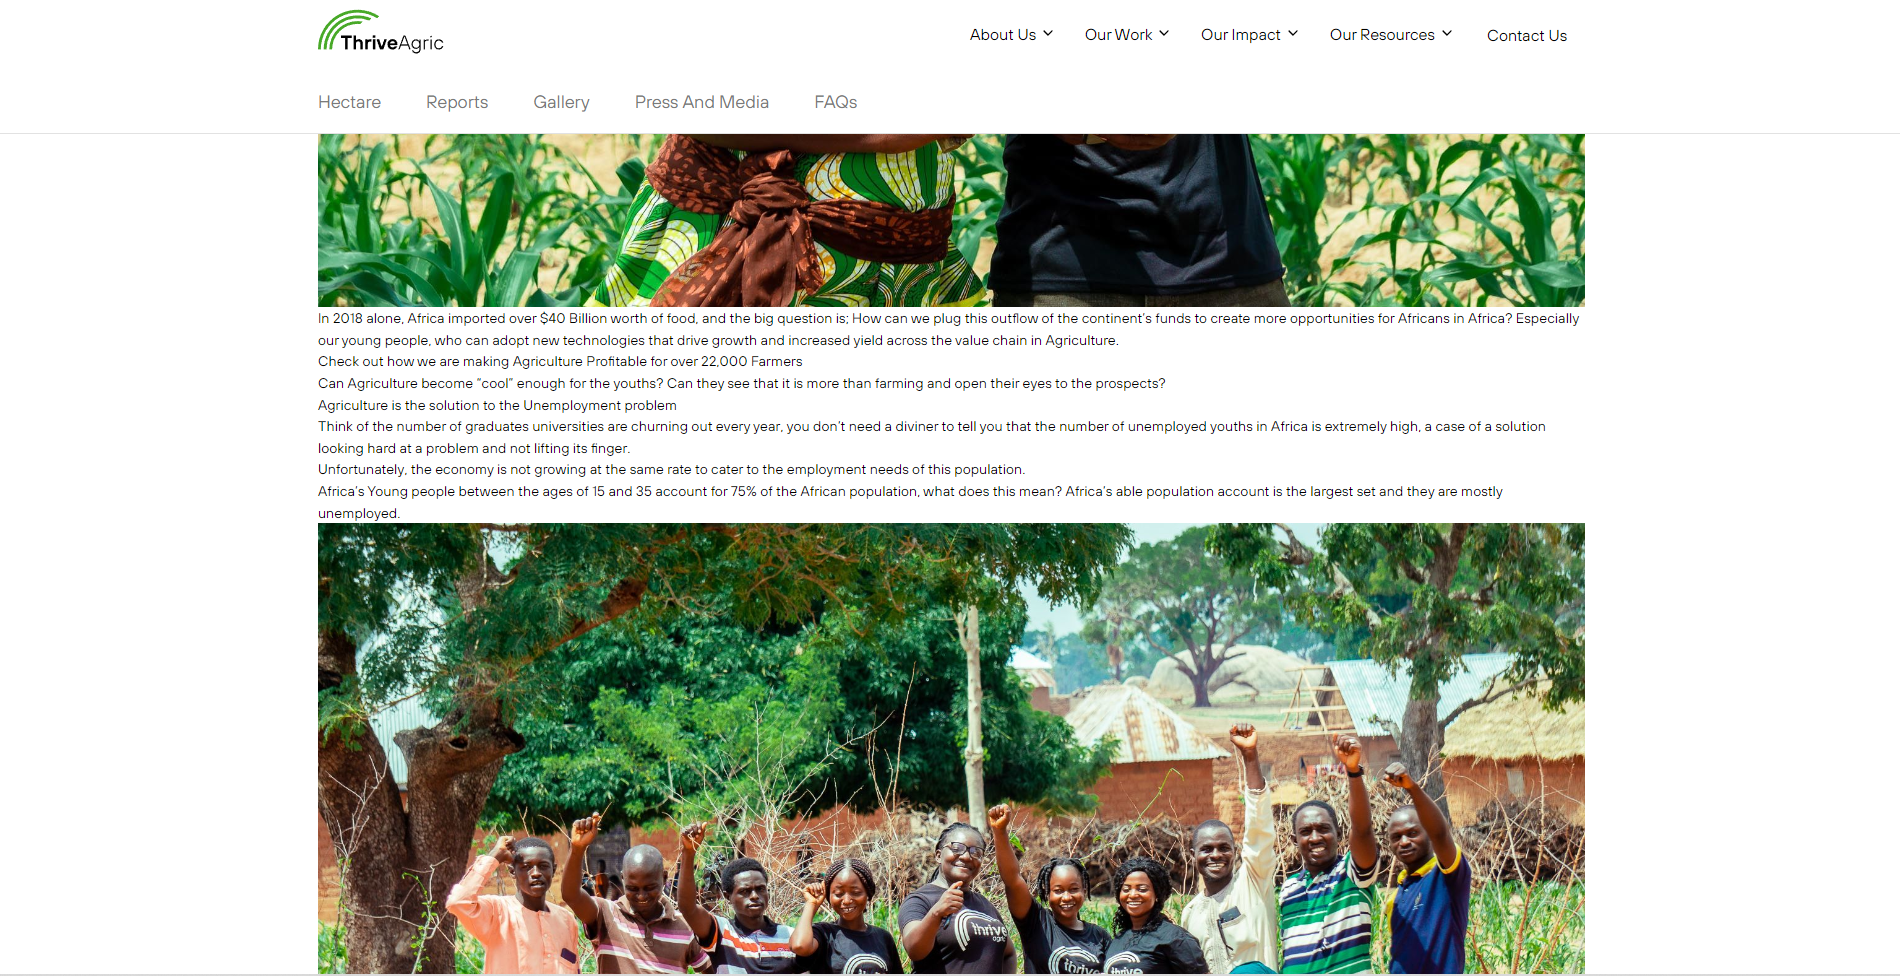 ThriveAgric
About Us
Our Work
Our Impact
Our Resources
Contact Us
Hectare
Reports
Gallery
Press And Media
FAQs
In 2018 alone, Africa imported over $40 Billion worth of food, and the big question is; How can we plug this outflow of the continent's funds to create more opportunities for Africans in Africa? Especially
our young people, who can adopt new technologies that drive growth and increased yield across the value chain in Agriculture.
Check out how we are making Agriculture Profitable for over 22,000 Farmers
Can Agriculture become “cool” enough for the youths? Can they see that it is more than farming and open their eyes to the prospects?
Agriculture is the solution to the Unemployment problem
Think of the number of graduates universities are churning out every year, you don't need a diviner to tell you that the number of unemployed youths in Africa is extremely high, a case of a solution
looking hard at a problem and not lifting its finger.
Unfortunately, the economy is not growing at the same rate to cater to the employment needs of this population.
Africa's Young people between the ages of 15 and 35 account for 75% of the African population, what does this mean? Africa's able population account is the largest set and they are mostly
unemployed.
thrive
agric
thrive
thrive